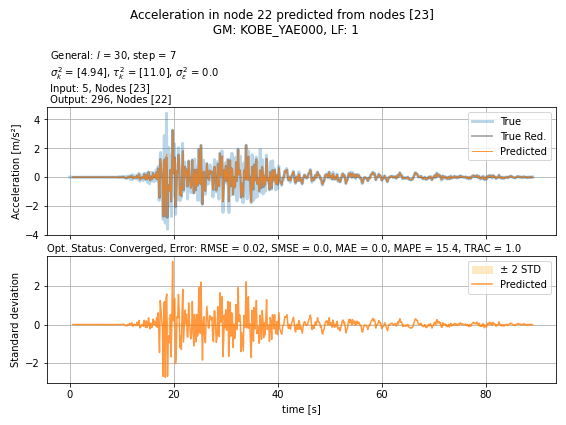 Acceleration in node 22 predicted from nodes [23]
GM: KOBE_YAE000, LF: 1
General: l = 30, step = 7
σ²ₖ = [4.94], τ²ₖ = [11.0], σ²ε = 0.0
Input: 5, Nodes [23]
Output: 296, Nodes [22]
True
True Red.
Predicted
Acceleration [m/s²]
4
2
0
−2
−4
Opt. Status: Converged, Error: RMSE = 0.02, SMSE = 0.0, MAE = 0.0, MAPE = 15.4, TRAC = 1.0
± 2 STD
Predicted
Standard deviation
2
0
−2
0 20 40 60 80
time [s]